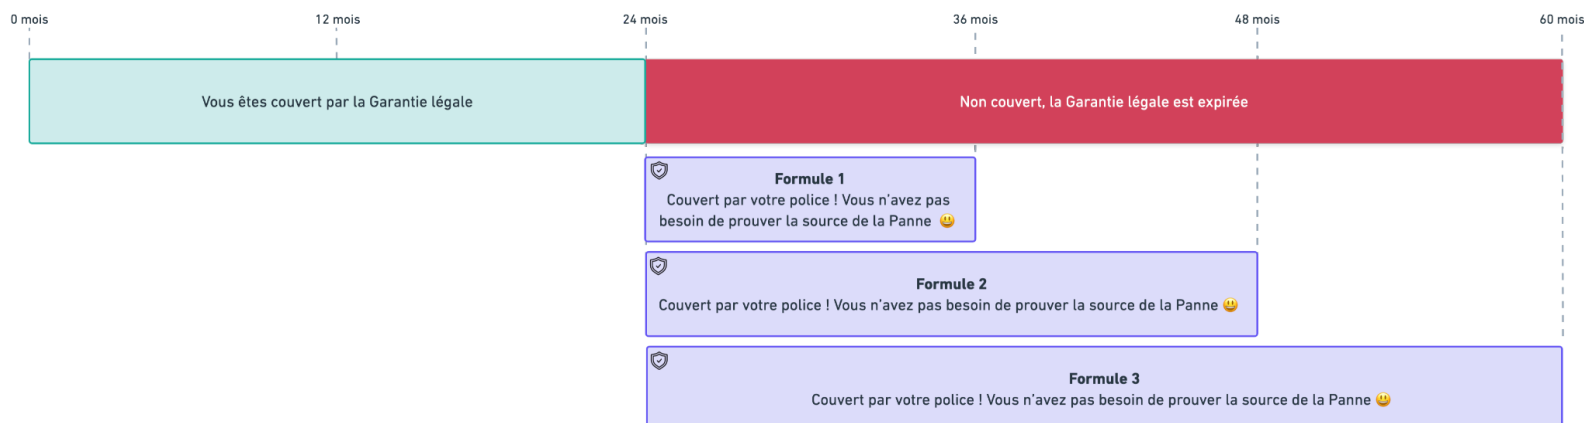 0 mois
12 mois
24 mois
36 mois
48 mois
60 mois
Vous êtes couvert par la Garantie légale
Non couvert, la Garantie légale est expirée
Formule 1
Couvert par votre police ! Vous n’avez pas
besoin de prouver la source de la Panne 😃
Formule 2
Couvert par votre police ! Vous n’avez pas besoin de prouver la source de la Panne 😃
Formule 3
Couvert par votre police ! Vous n’avez pas besoin de prouver la source de la Panne 😃